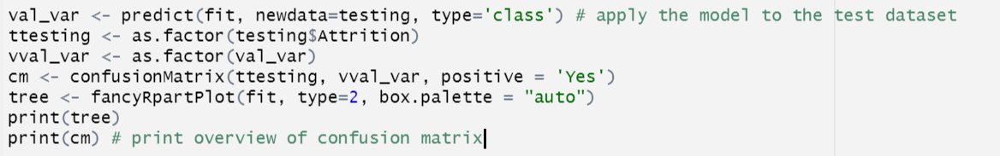 val_var <- predict(fit, newdata=testing, type='class') # apply the model to the test dataset
ttesting <- as.factor(testing$Attrition)
vval_var <- as.factor(val_var)
cm <- confusionMatrix(ttesting, vval_var, positive = 'Yes')
tree <- fancyRpartPlot(fit, type=2, box.palette = "auto")
print(tree)
print(cm) # print overview of confusion matrix